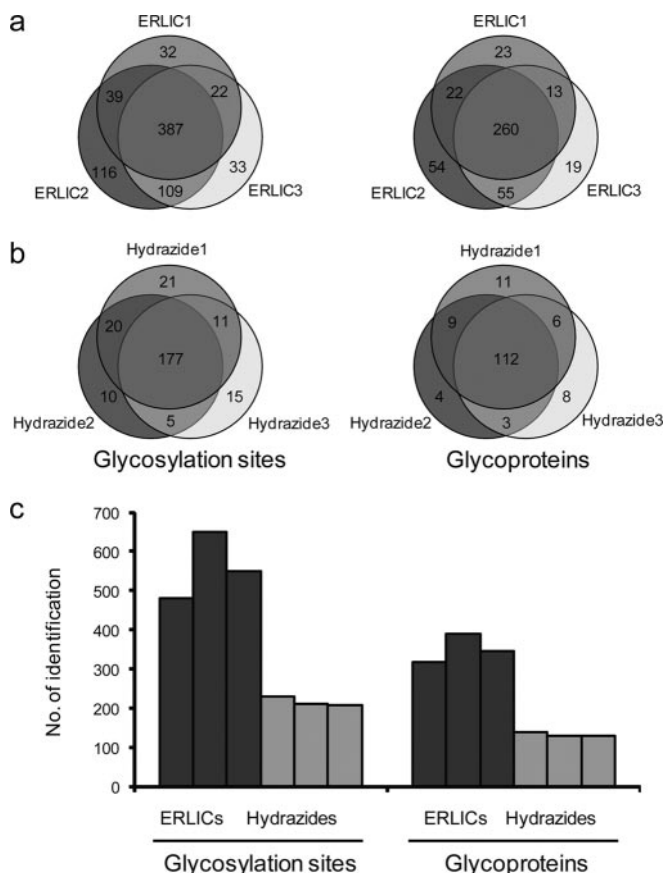 a
ERLIC1
ERLIC1
32
23
39
22
22
13
387
260
116
33
54
19
109
55
ERLIC2
ERLIC3
ERLIC2
ERLIC3
b
Hydrazide1
Hydrazide1
21
11
20
11
9
6
177
112
10
15
4
8
5
3
Hydrazide2
Hydrazide3
Hydrazide2
Hydrazide3
Glycosylation sites
Glycoproteins
c
No. of identification
700
600
500
400
300
200
100
0
ERLICs
Hydrazides
ERLICs
Hydrazides
Glycosylation sites
Glycoproteins